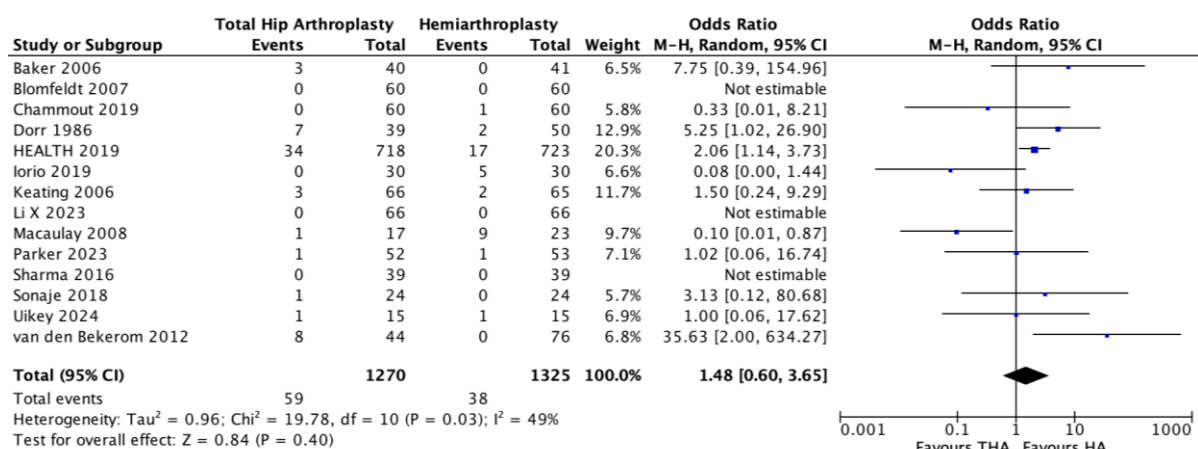 Total Hip Arthroplasty Hemiarthroplasty Odds Ratio Odds Ratio
Study or Subgroup Events Total Events Total Weight M-H, Random, 95% CI M-H, Random, 95% CI
Baker 2006 3 40 0 41 6.5% 7.75 [0.39, 154.96]
Blomfeldt 2007 0 60 0 60 Not estimable
Chammout 2019 0 60 1 60 5.8% 0.33 [0.01, 8.21]
Dorr 1986 7 39 2 50 12.9% 5.25 [1.02, 26.90]
HEALTH 2019 34 718 17 723 20.3% 2.06 [1.14, 3.73]
Iorio 2019 0 30 5 30 6.6% 0.08 [0.00, 1.44]
Keating 2006 3 66 2 65 11.7% 1.50 [0.24, 9.29]
Li X 2023 0 66 0 66 Not estimable
Macaulay 2008 1 17 9 23 9.7% 0.10 [0.01, 0.87]
Parker 2023 1 52 1 53 7.1% 1.02 [0.06, 16.74]
Sharma 2016 0 39 0 39 Not estimable
Sonaje 2018 1 24 0 24 5.7% 3.13 [0.12, 80.68]
Uikey 2024 1 15 1 15 6.9% 1.00 [0.06, 17.62]
van den Bekerom 2012 8 44 0 76 6.8% 35.63 [2.00, 634.27]
Total (95% CI) 1270 1325 100.0% 1.48 [0.60, 3.65]
Total events 59 38
Heterogeneity: Tau² = 0.96; Chi² = 19.78, df = 10 (P = 0.03); I² = 49%
Test for overall effect: Z = 0.84 (P = 0.40)
0.001 0.1 1 10 1000
Favours THA Favours HA